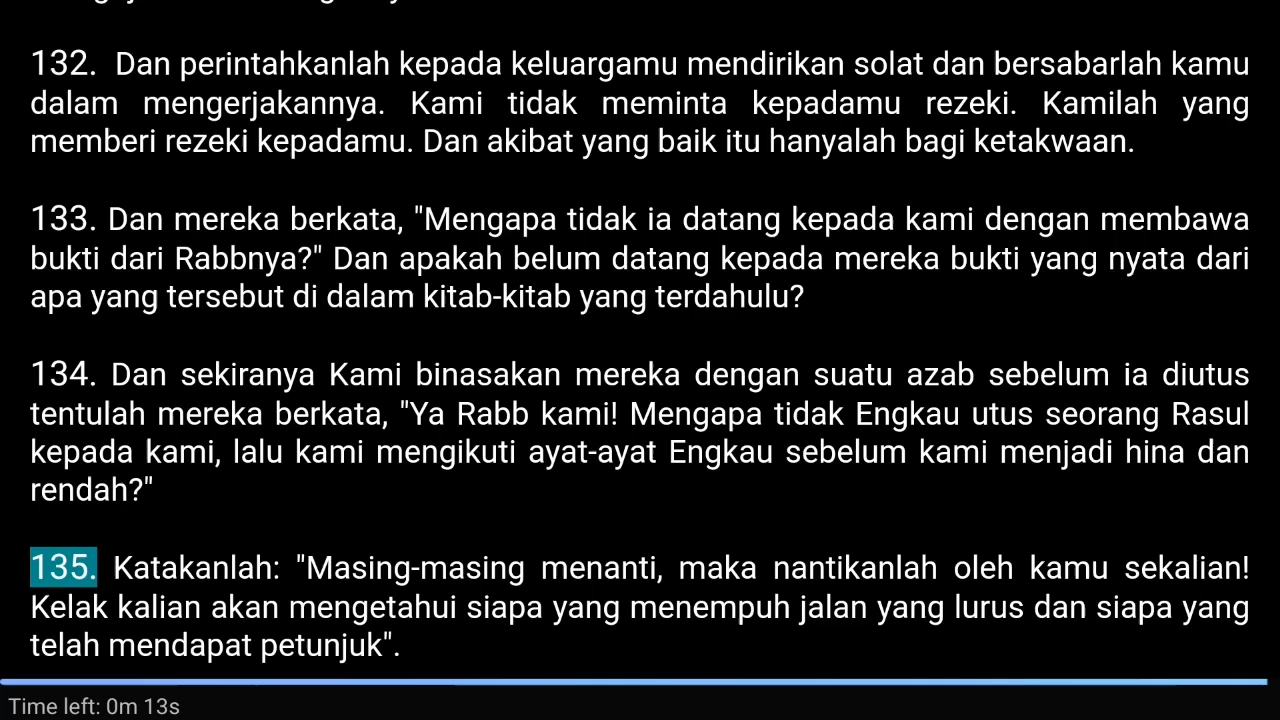 132. Dan perintahkanlah kepada keluargamu mendirikan solat dan bersabarlah kamu
dalam mengerjakannya. Kami tidak meminta kepadamu rezeki. Kamilah yang
memberi rezeki kepadamu. Dan akibat yang baik itu hanyalah bagi ketakwaan.
133. Dan mereka berkata, "Mengapa tidak ia datang kepada kami dengan membawa
bukti dari Rabbnya?" Dan apakah belum datang kepada mereka bukti yang nyata dari
apa yang tersebut di dalam kitab-kitab yang terdahulu?
134. Dan sekiranya Kami binasakan mereka dengan suatu azab sebelum ia diutus
tentulah mereka berkata, "Ya Rabb kami! Mengapa tidak Engkau utus seorang Rasul
kepada kami, lalu kami mengikuti ayat-ayat Engkau sebelum kami menjadi hina dan
rendah?"
135. Katakanlah: "Masing-masing menanti, maka nantikanlah oleh kamu sekalian!
Kelak kalian akan mengetahui siapa yang menempuh jalan yang lurus dan siapa yang
telah mendapat petunjuk".
Time left: 0m 13s